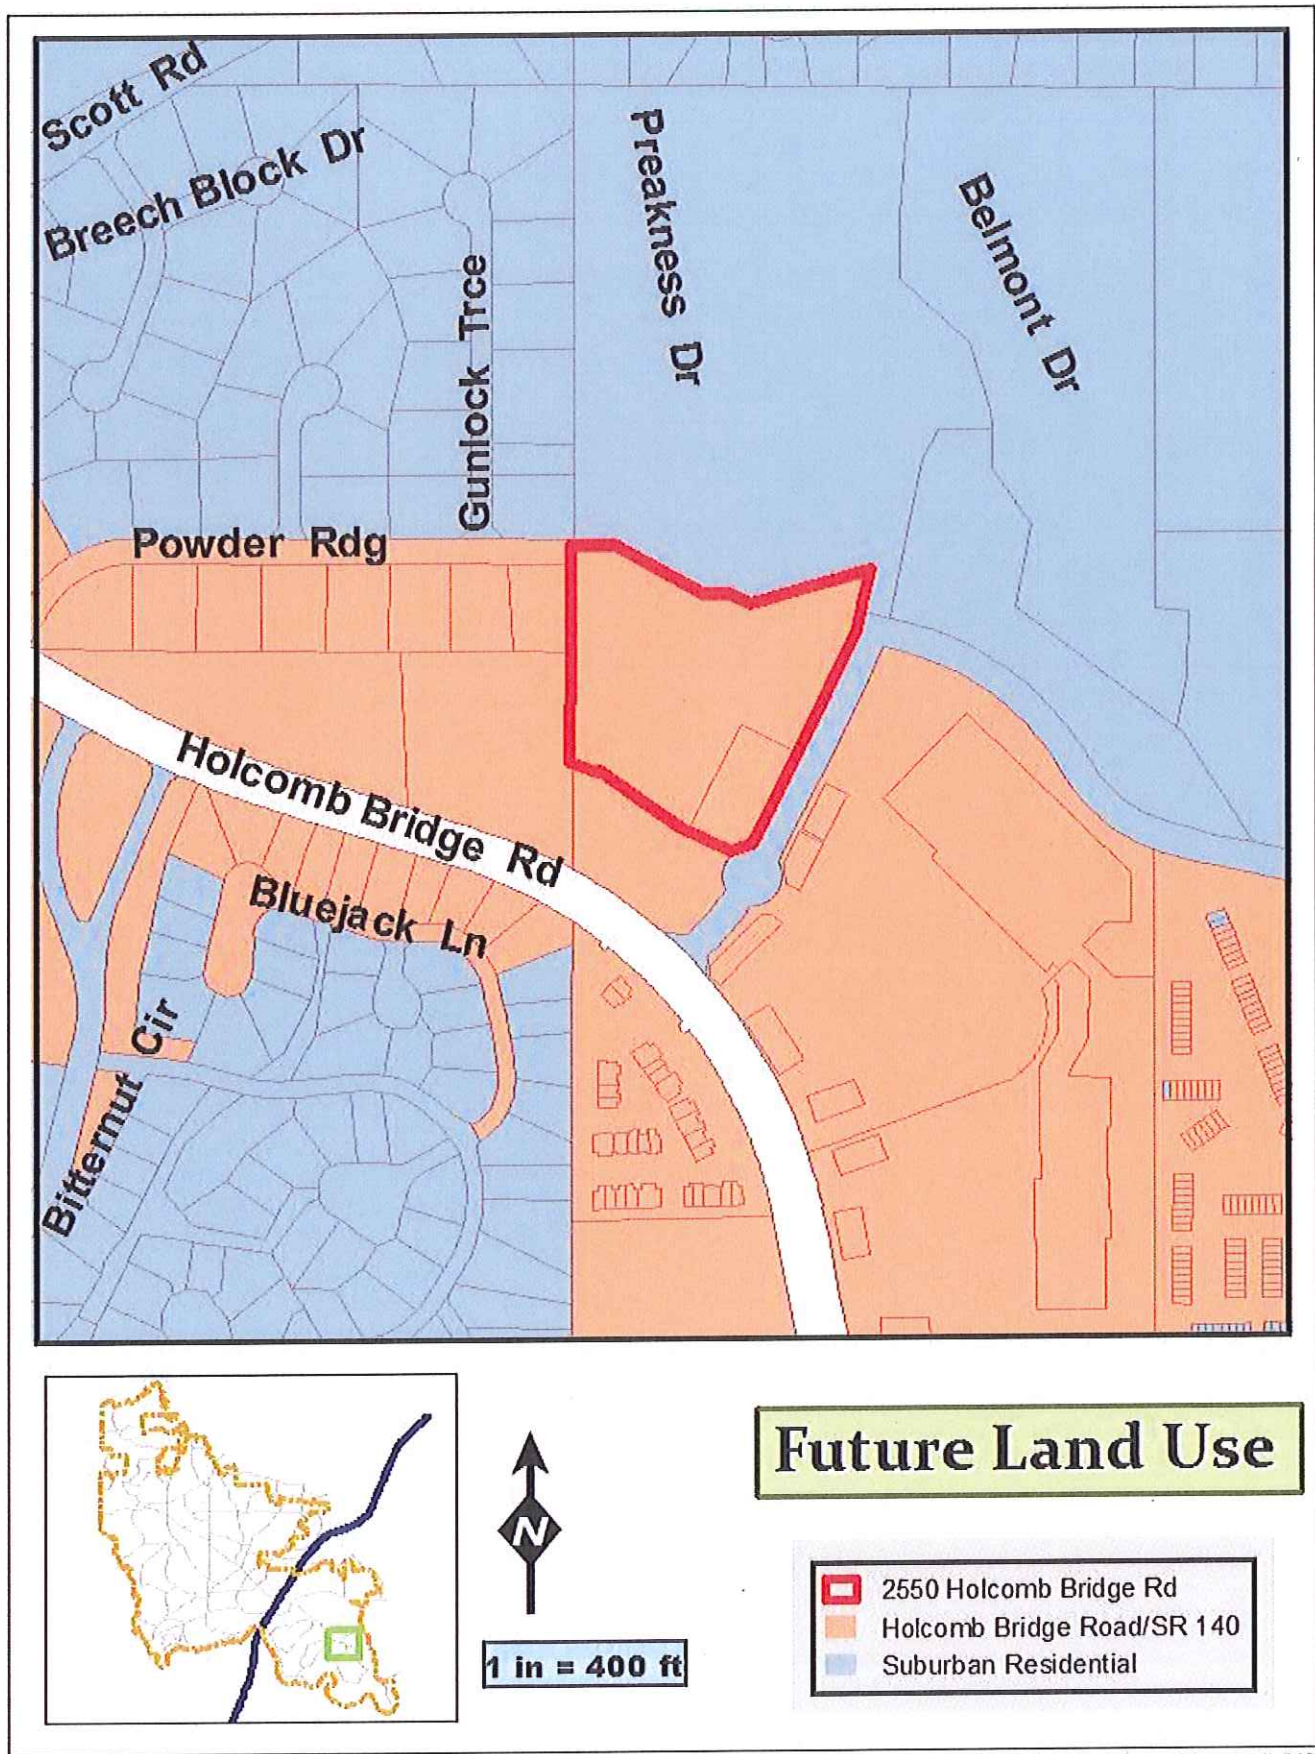 Scott Rd
Breech Block Dr
Gunlock Trce
Preakness Dr
Belmont Dr
Powder Rdg
Holcomb Bridge Rd
Bluejack Ln
Bitternut Cir
N
1 in = 400 ft
Future Land Use
2550 Holcomb Bridge Rd
Holcomb Bridge Road/SR 140
Suburban Residential